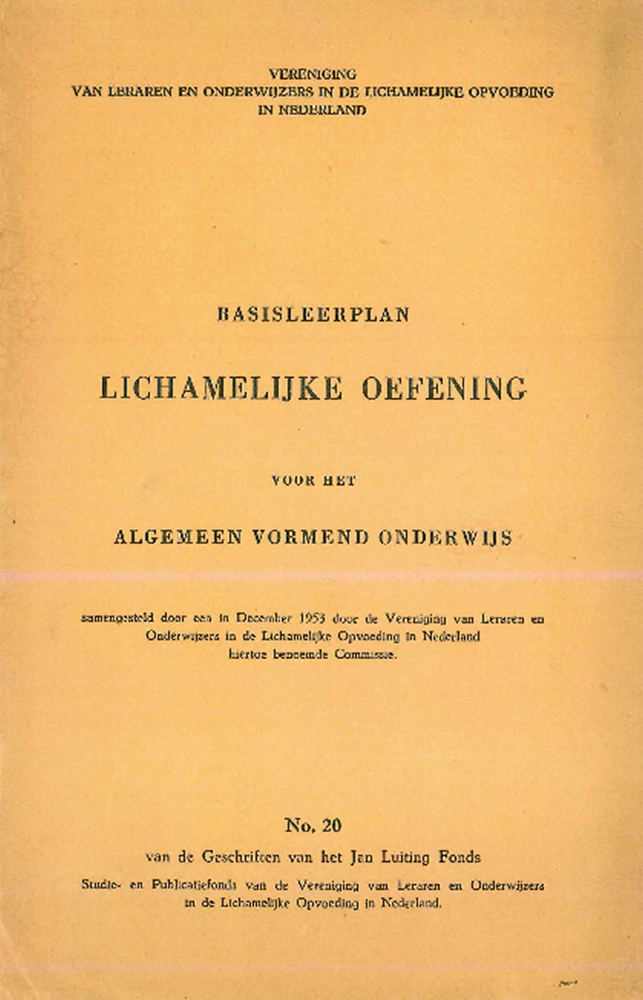 VERENIGING
VAN LERAREN EN ONDERWIJZERS IN DE LICHAMELIJKE OPVOEDING
IN NEDERLAND
BASISLEERPLAN
LICHAMELIJKE OEFENING
VOOR HET
ALGEMEEN VORMEND ONDERWIJS
samengesteld door een in December 1953 door de Vereniging van Leraren en
Onderwijzers in de Lichamelijke Opvoeding in Nederland
hiertoe benoemde Commissie.
No. 20
van de Geschriften van het Jan Luiting Fonds
Studie- en Publicatiefonds van de Vereniging van Leraren en Onderwijzers
in de Lichamelijke Opvoeding in Nederland.